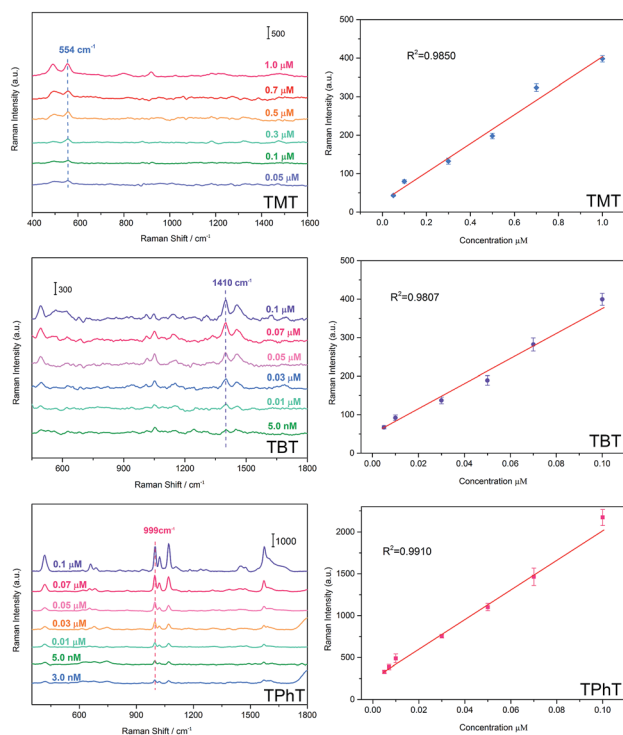 554 cm⁻¹
500
1.0 μM
0.7 μM
0.5 μM
0.3 μM
0.1 μM
0.05 μM
TMT
Raman Intensity (a.u.)
400 600 800 1000 1200 1400 1600
Raman Shift / cm⁻¹
R²=0.9850
500
400
300
200
100
0
Raman Intensity (a.u.)
TMT
0.0 0.2 0.4 0.6 0.8 1.0
Concentration μM
1410 cm⁻¹
300
0.1 μM
0.07 μM
0.05 μM
0.03 μM
0.01 μM
5.0 nM
TBT
Raman Intensity (a.u.)
600 900 1200 1500 1800
Raman Shift / cm⁻¹
R²=0.9807
500
400
300
200
100
0
Raman Intensity (a.u.)
TBT
0.00 0.02 0.04 0.06 0.08 0.10
Concentration μM
999cm⁻¹
1000
0.1 μM
0.07 μM
0.05 μM
0.03 μM
0.01 μM
5.0 nM
3.0 nM
TPhT
Raman Intensity (a.u.)
600 900 1200 1500 1800
Raman Shift / cm⁻¹
R²=0.9910
2000
1500
1000
500
0
Raman Intensity (a.u.)
TPhT
0.00 0.02 0.04 0.06 0.08 0.10
Concentration μM